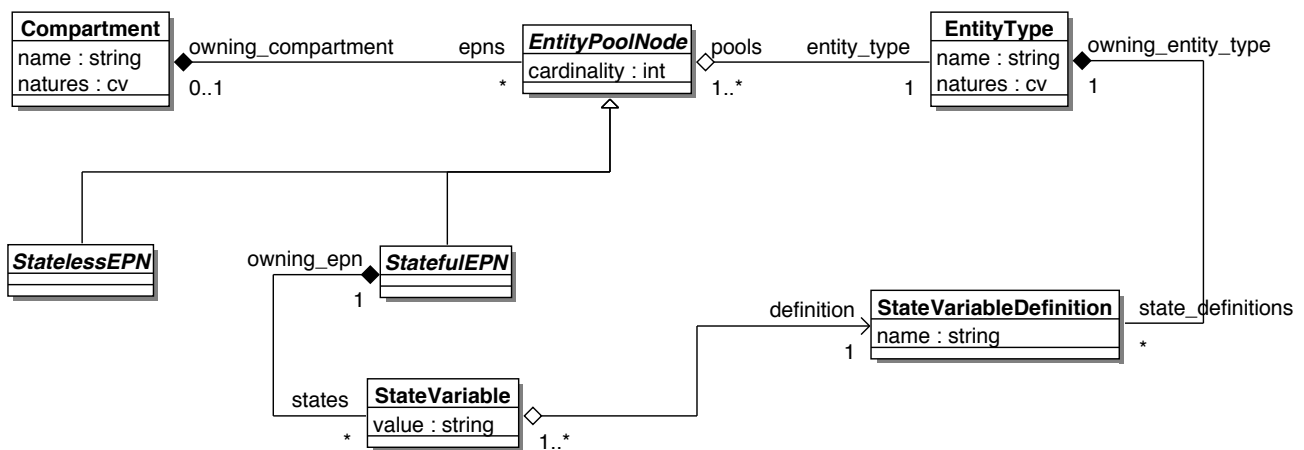 Compartment
name : string
natures : cv
owning_compartment
0..1
epns
*
EntityPoolNode
cardinality : int
pools
1..*
entity_type
1
EntityType
name : string
natures : cv
owning_entity_type
1
StatelessEPN
owning_epn
1
StatefulEPN
definition
1
StateVariableDefinition
name : string
state_definitions
*
states
*
StateVariable
value : string
1..*